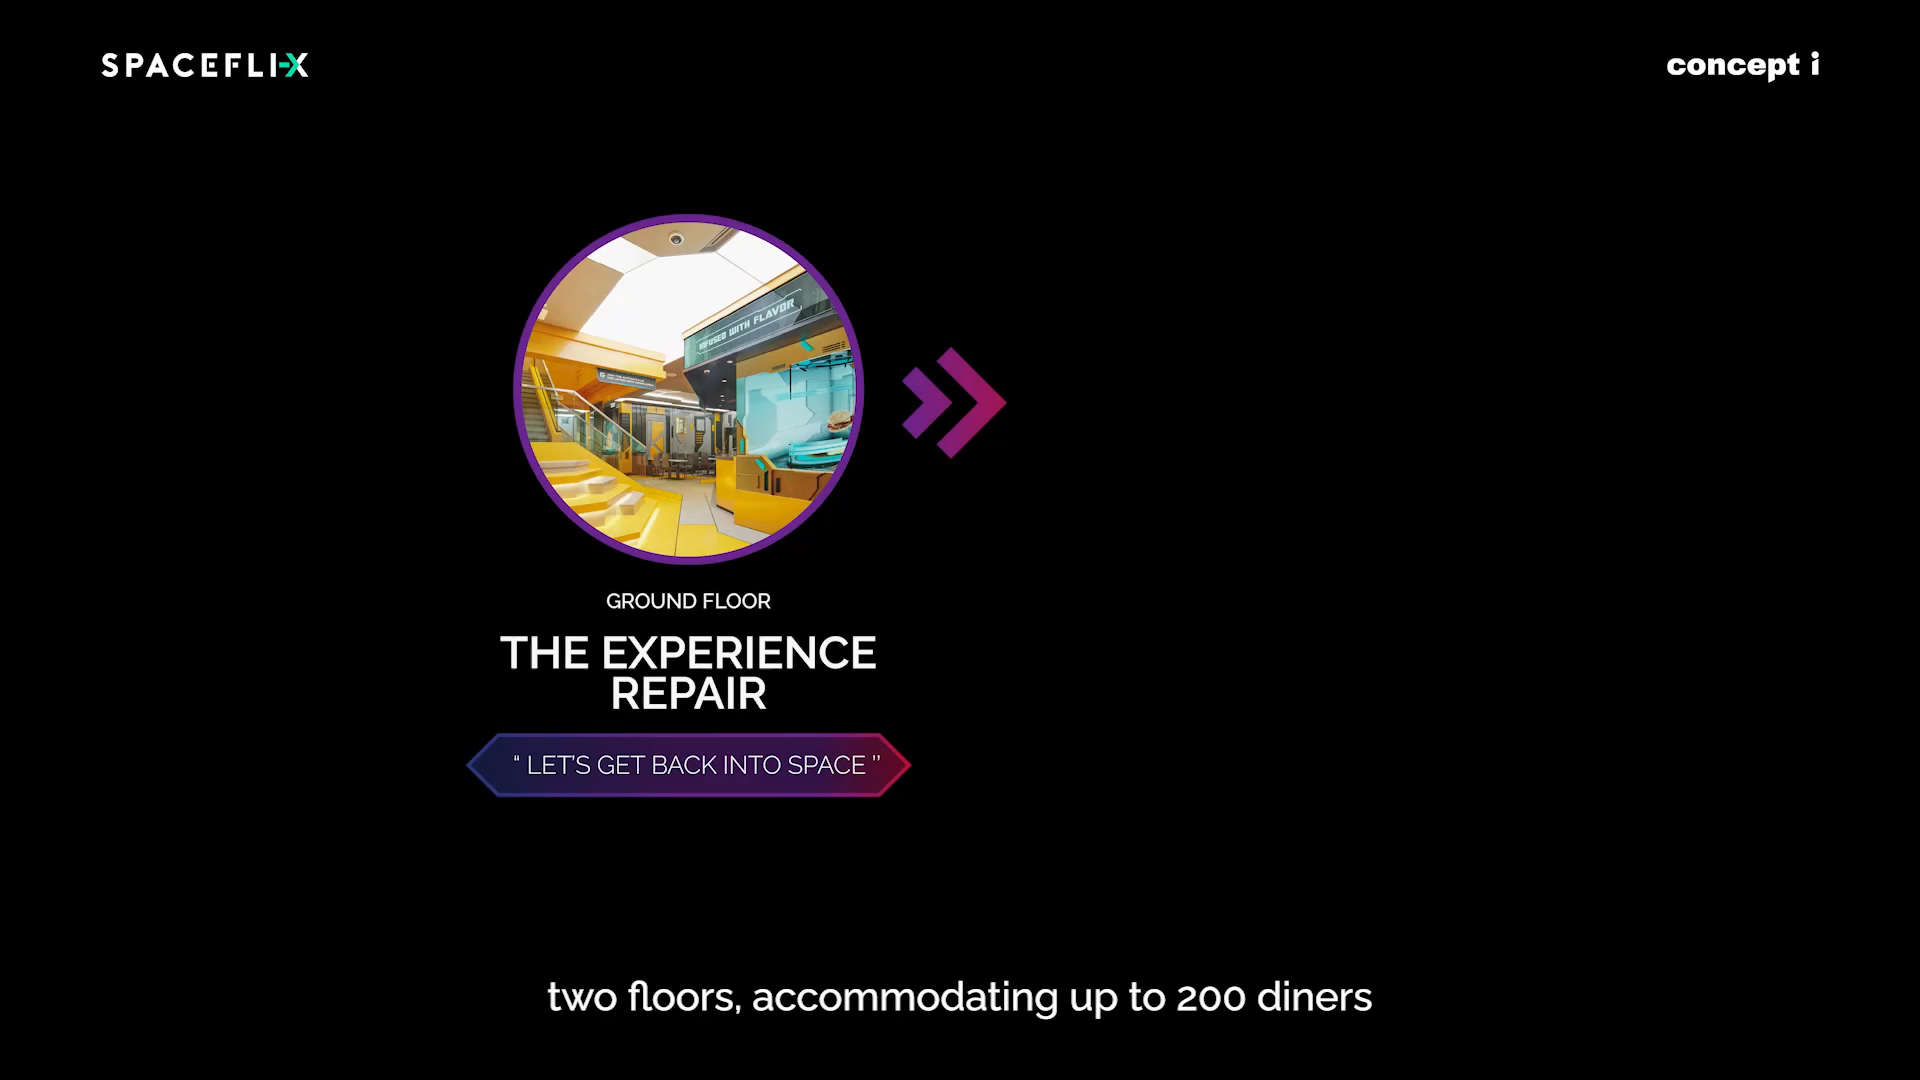 SPACEFLIX
concept i
INFUSED WITH FLAVOR
GROUND FLOOR
THE EXPERIENCE
REPAIR
“ LET’S GET BACK INTO SPACE ”
two floors, accommodating up to 200 diners